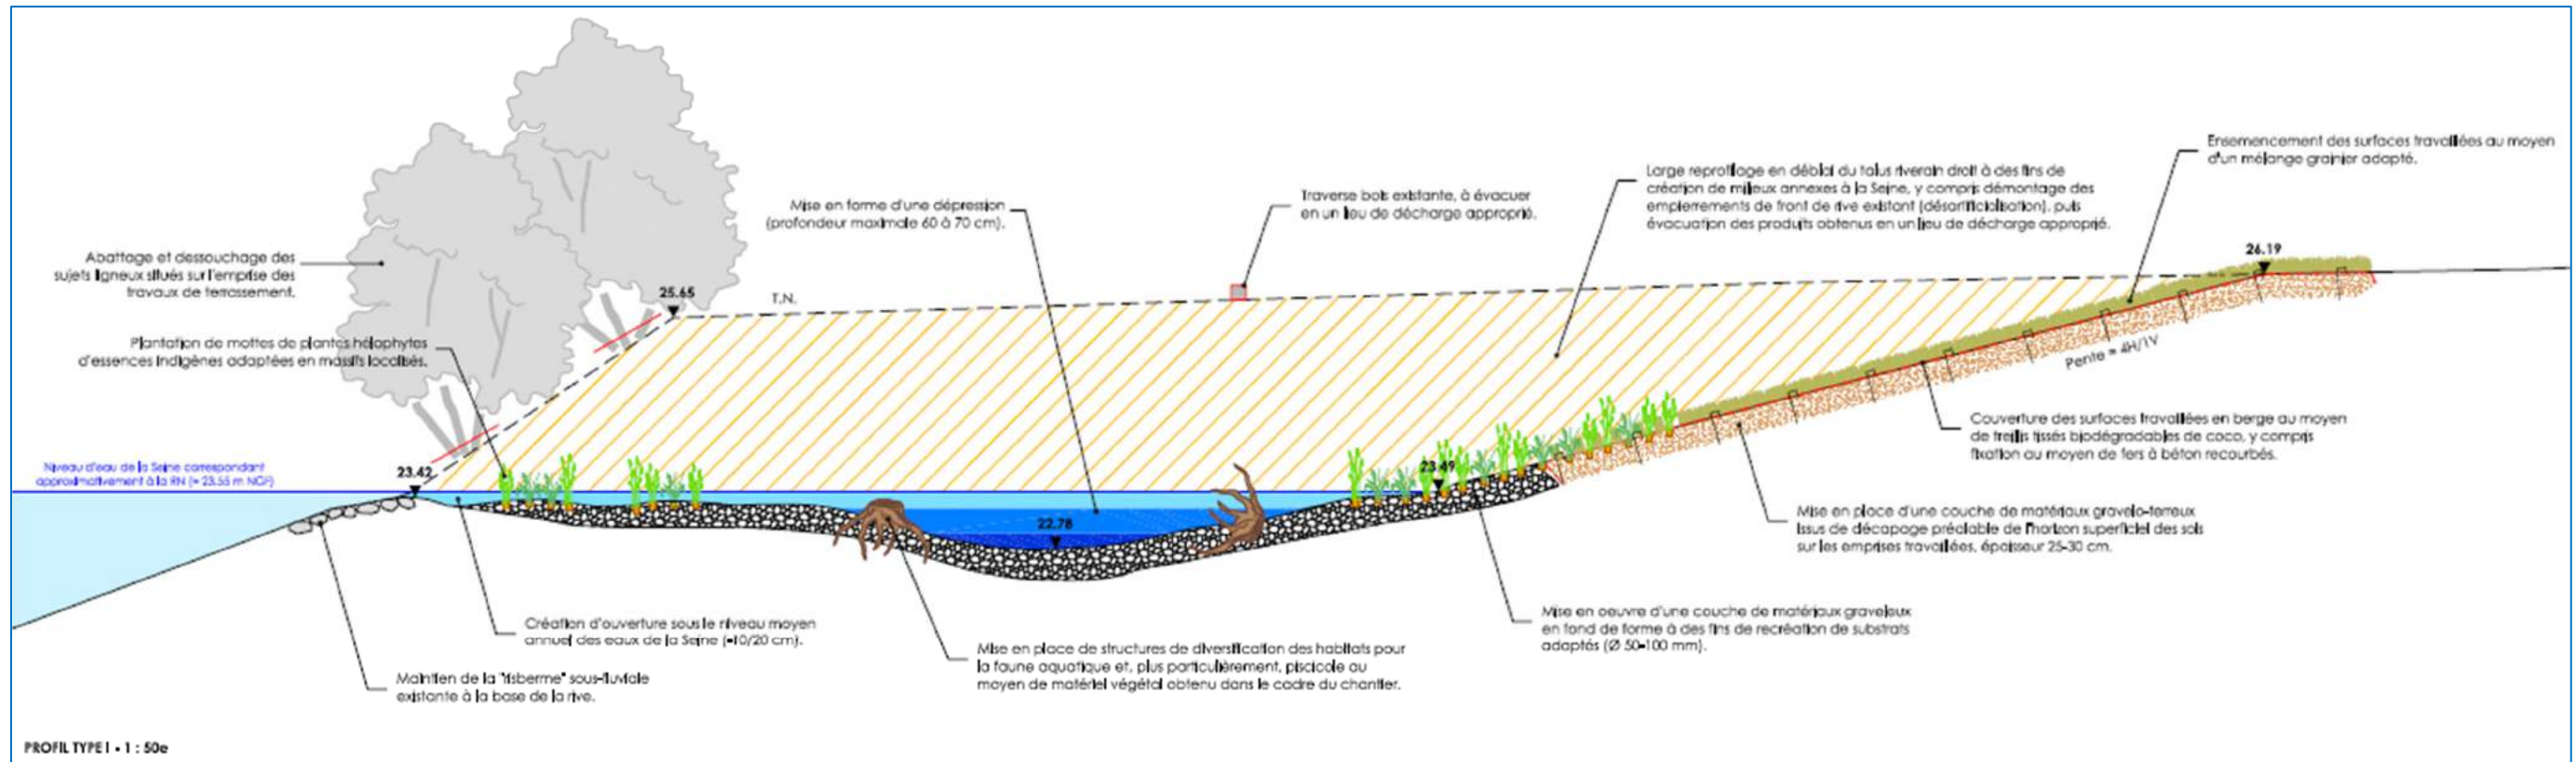 Ensemencement des surfaces travaillées au moyen
d'un mélange grainier adapté.
Large reprofilage en déblai du talus riverain droit à des fins de
création de milieux annexes à la Seine, y compris démontage des
empierrements de front de rive existant (désartificialisation), puis
évacuation des produits obtenus en un lieu de décharge approprié.
Traverse bois existante, à évacuer
en un lieu de décharge approprié.
Mise en forme d'une dépression
(profondeur maximale 60 à 70 cm).
Abattage et dessouchage des
sujets ligneux situés sur l'emprise des
travaux de terrassement.
26.19
25.65
T.N.
Plantation de mottes de plantes hélophytes
d'essences indigènes adaptées en massifs localisés.
Pente = 4H/1V
Couverture des surfaces travaillées en berge au moyen
de treillis tissés biodégradables de coco, y compris
fixation au moyen de fers à béton recourbés.
Niveau d'eau de la Seine correspondant
approximativement à la RN (= 23.55 m NGF)
23.42
23.49
22.78
Mise en place d'une couche de matériaux gravelo-terreux
issus de décapage préalable de l'horizon superficiel des sols
sur les emprises travaillées, épaisseur 25-30 cm.
Mise en oeuvre d'une couche de matériaux graveleux
en fond de forme à des fins de recréation de substrats
adaptés (Ø 50-100 mm).
Création d'ouverture sous le niveau moyen
annuel des eaux de la Seine (-10/20 cm).
Mise en place de structures de diversification des habitats pour
la faune aquatique et, plus particulièrement, piscicole au
moyen de matériel végétal obtenu dans le cadre du chantier.
Maintien de la "risberme" sous-fluviale
existante à la base de la rive.
PROFIL TYPE I - 1 : 50e